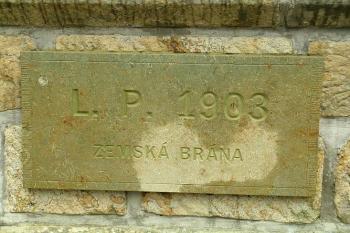 L. P. 1903
ZEMSKÁ BRÁNA